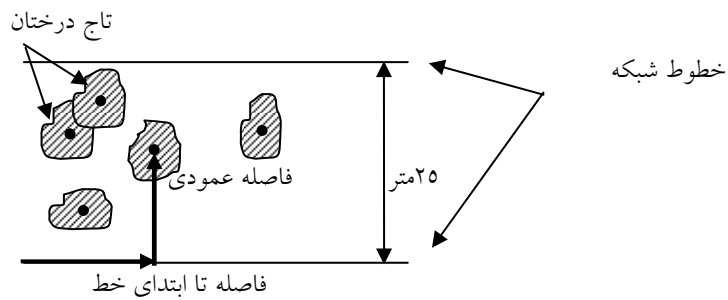 تاج درختان
خطوط شبکه
فاصله عمودی
۲۵متر
فاصله تا ابتدای خط